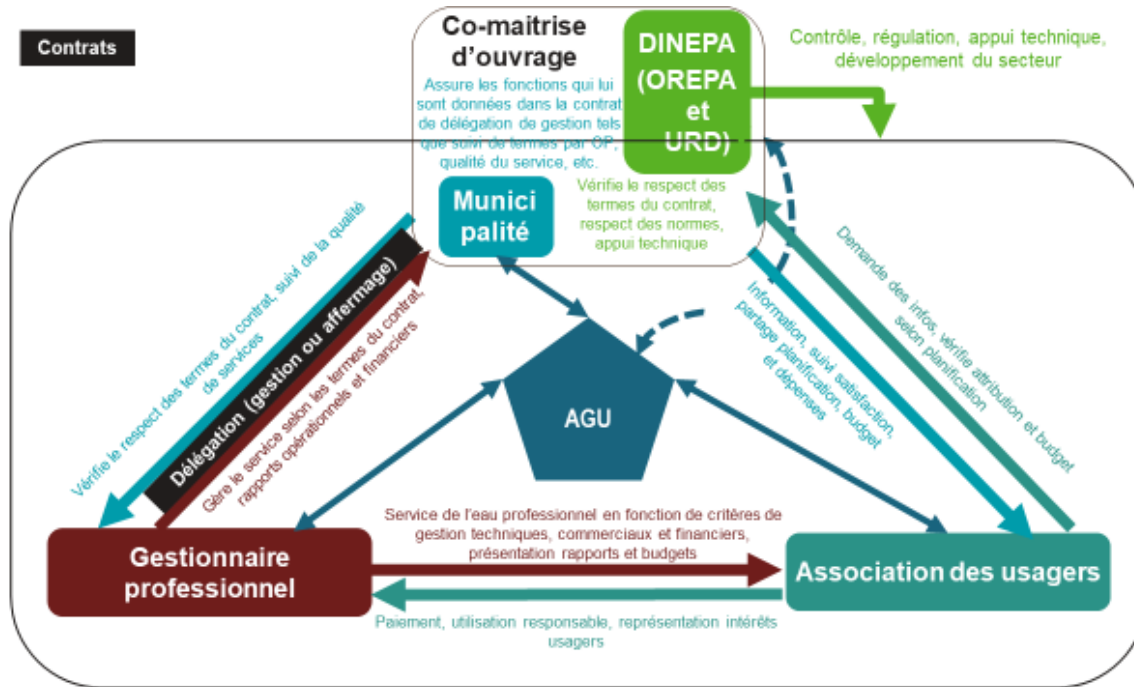 Contrats
Co-maitrise
d'ouvrage
Assure les fonctions qui lui
sont données dans la contrat
de délégation de gestion tels
que suivi de termes par OP,
qualité du service, etc.
Munici
palité
DINEPA
(OREPA
et
URD)
Vérifie le respect des
termes du contrat,
respect des normes,
appui technique
Contrôle, régulation, appui technique,
développement du secteur
Vérifie le respect des termes du contrat, suivi de la qualité
de services
Délégation (gestion ou affermage)
Gère le service selon les termes du contrat,
rapports opérationnels et financiers
AGU
Information, suivi satisfaction,
partage planification, budget
et dépenses
Demande des infos, vérifie attribution et budget
selon planification
Gestionnaire
professionnel
Service de l'eau professionnel en fonction de critères de
gestion techniques, commerciaux et financiers,
présentation rapports et budgets
Association des usagers
Paiement, utilisation responsable, représentation intérêts
usagers